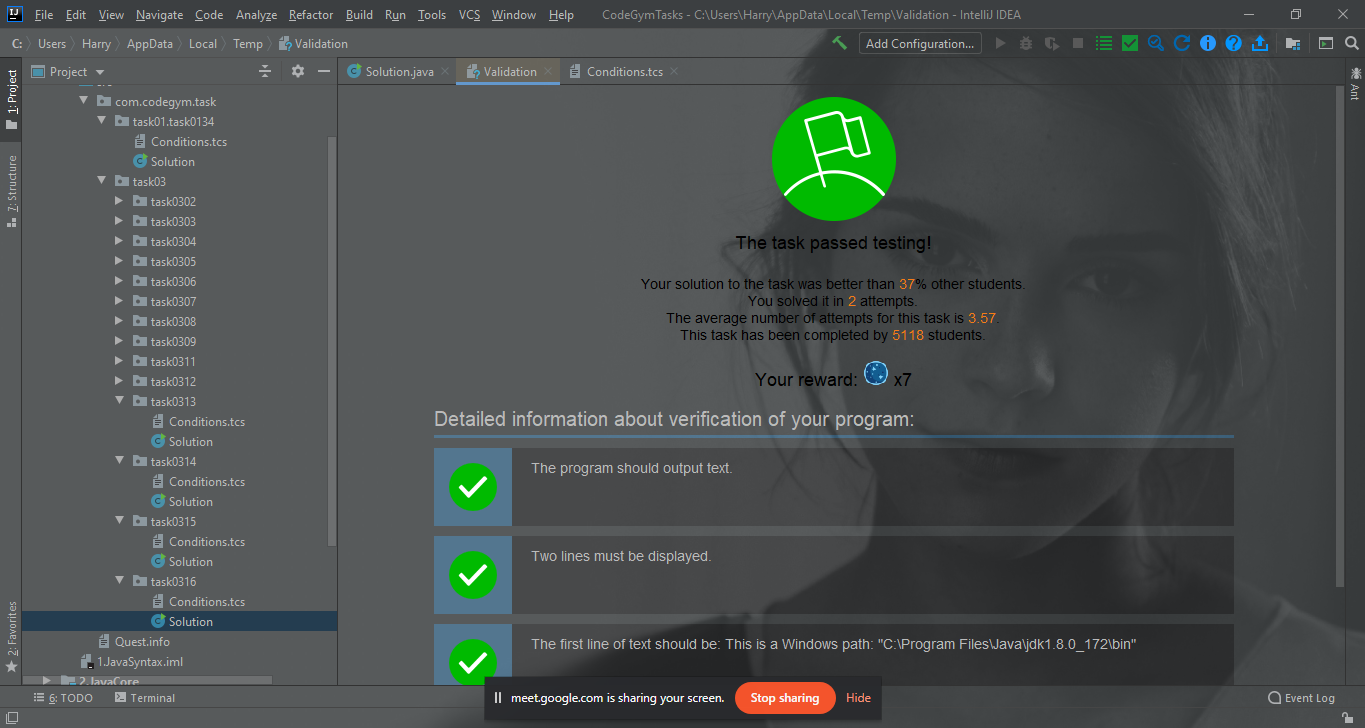 IJ File Edit View Navigate Code Analyze Refactor Build Run Tools VCS Window Help CodeGymTasks - C:\Users\Harry\AppData\Local\Temp\Validation - IntelliJ IDEA
C: Users Harry AppData Local Temp Validation Add Configuration...
1: Project
7: Structure
2: Favorites
Project
com.codegym.task
task01.task0134
Conditions.tcs
Solution
task03
task0302
task0303
task0304
task0305
task0306
task0307
task0308
task0309
task0311
task0312
task0313
Conditions.tcs
Solution
task0314
Conditions.tcs
Solution
task0315
Conditions.tcs
Solution
task0316
Conditions.tcs
Solution
Quest.info
1.JavaSyntax.iml
2.JavaCore
Solution.java Validation Conditions.tcs
Ant
The task passed testing!
Your solution to the task was better than 37% other students.
You solved it in 2 attempts.
The average number of attempts for this task is 3.57.
This task has been completed by 5118 students.
Your reward: x7
Detailed information about verification of your program:
The program should output text.
Two lines must be displayed.
The first line of text should be: This is a Windows path: "C:\Program Files\Java\jdk1.8.0_172\bin"
meet.google.com is sharing your screen. Stop sharing Hide
6: TODO Terminal Event Log